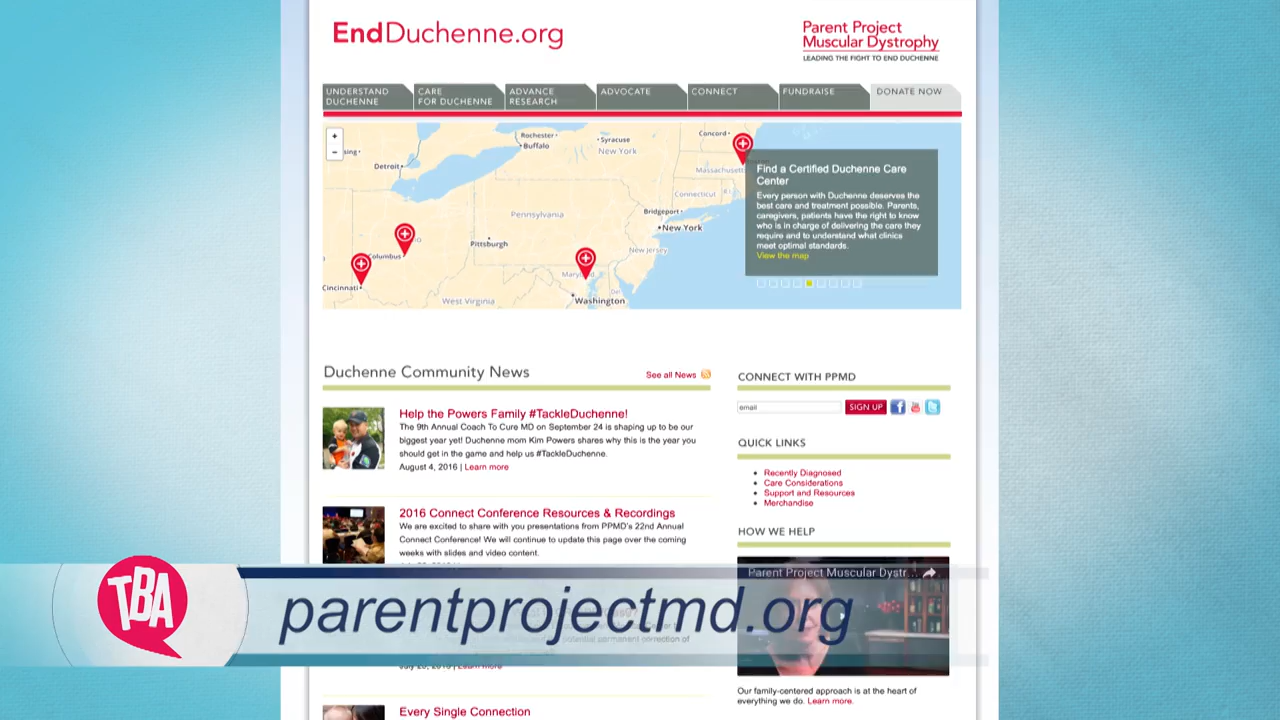 EndDuchenne.org
Parent Project
Muscular Dystrophy
LEADING THE FIGHT TO END DUCHENNE
UNDERSTAND
DUCHENNE
CARE
FOR DUCHENNE
ADVANCE
RESEARCH
ADVOCATE
CONNECT
FUNDRAISE
DONATE NOW
+
-
sing
Detroit
Rochester
Buffalo
Syracuse
New York
Concord
Massachusett
Connecticut
RI
Bridgeport
New York
Pennsylvania
Pittsburgh
New Jersey
Columbus
io
Cincinnati
Maryl
De
Washington
West Virginia
Find a Certified Duchenne Care
Center
Every person with Duchenne deserves the
best care and treatment possible. Parents,
caregivers, patients have the right to know
who is in charge of delivering the care they
require and to understand what clinics
meet optimal standards.
View the map
Duchenne Community News
See all News
Help the Powers Family #TackleDuchenne!
The 9th Annual Coach To Cure MD on September 24 is shaping up to be our
biggest year yet! Duchenne mom Kim Powers shares why this is the year you
should get in the game and help us #TackleDuchenne.
August 4, 2016 | Learn more
2016 Connect Conference Resources & Recordings
We are excited to share with you presentations from PPMD's 22nd Annual
Connect Conference! We will continue to update this page over the coming
weeks with slides and video content.
permanent correction of
Learn more
Every Single Connection
CONNECT WITH PPMD
email
SIGN UP
QUICK LINKS
Recently Diagnosed
Care Considerations
Support and Resources
Merchandise
HOW WE HELP
Parent Project Muscular Dystr...
Our family-centered approach is at the heart of
everything we do. Learn more.
TBA
parentprojectmd.org